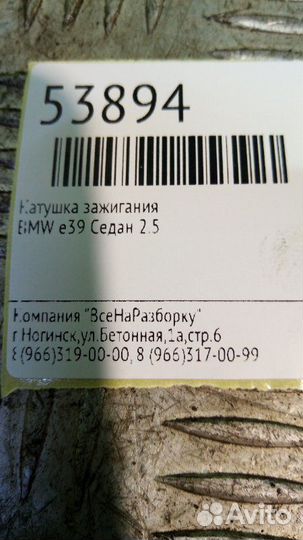 53894
Катушка зажигания
BMW e39 Седан 2.5
Компания "ВсеНаРазборку"
г Ногинск,ул.Бетонная,1а,стр.6
8(966)319-00-00, 8 (966)317-00-99
Avito